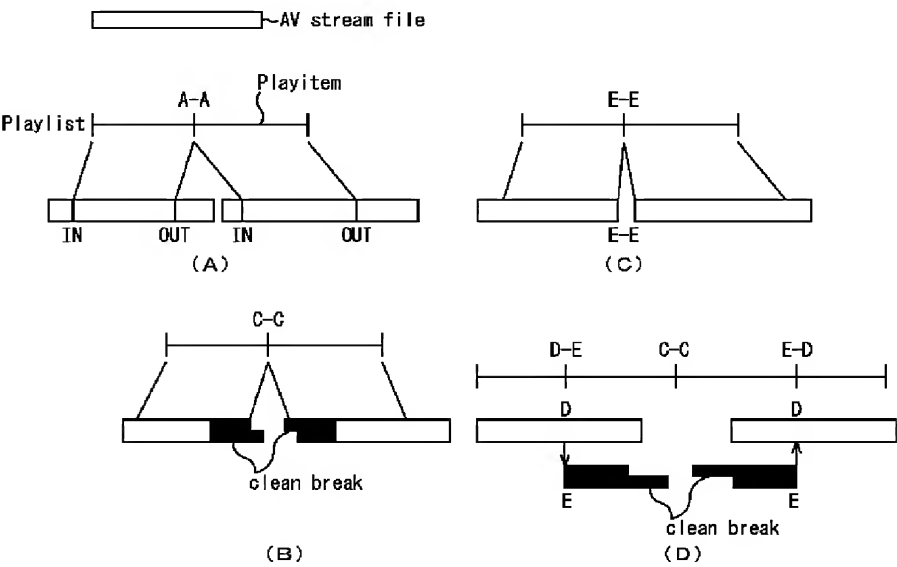 AV stream file
Playitem
A-A
Playlist
IN OUT IN OUT
(A)
E-E
E-E
(C)
C-C
clean break
(B)
D-E C-C E-D
D D
E E
clean break
(D)